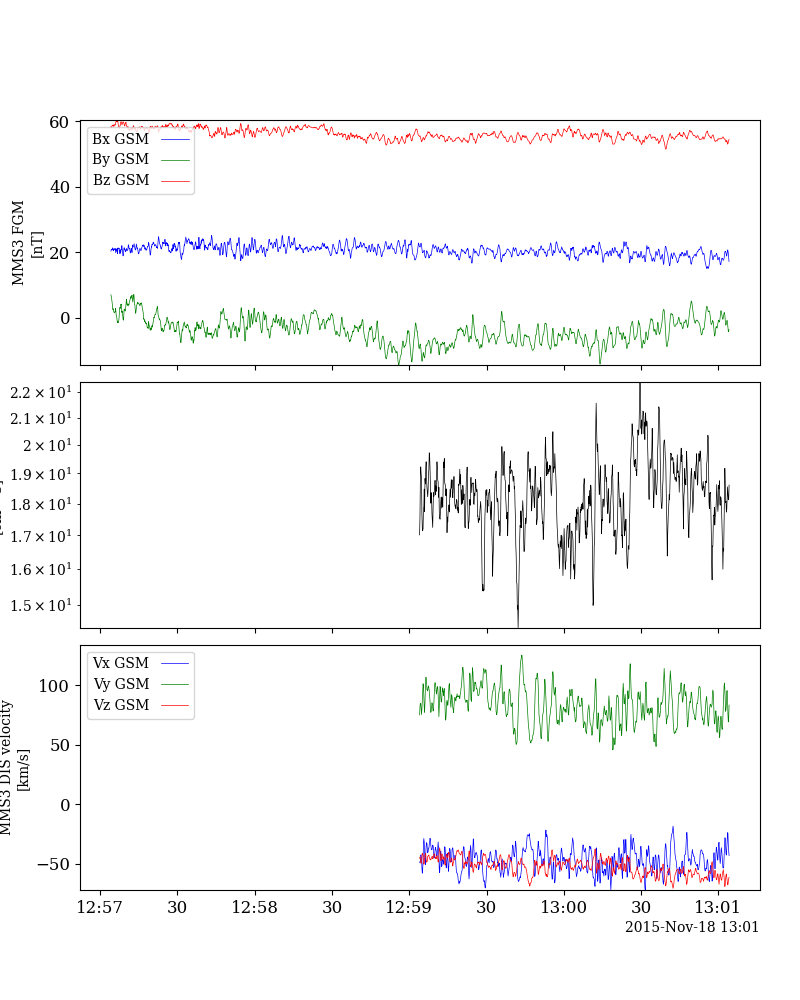 60
40
20
0
MMS3 FGM
[nT]
Bx GSM
By GSM
Bz GSM
2.2 × 10¹
2.1 × 10¹
2 × 10¹
1.9 × 10¹
1.8 × 10¹
1.7 × 10¹
1.6 × 10¹
1.5 × 10¹
100
50
0
−50
MMS3 DIS velocity
[km/s]
Vx GSM
Vy GSM
Vz GSM
12:57 30 12:58 30 12:59 30 13:00 30 13:01
2015-Nov-18 13:01